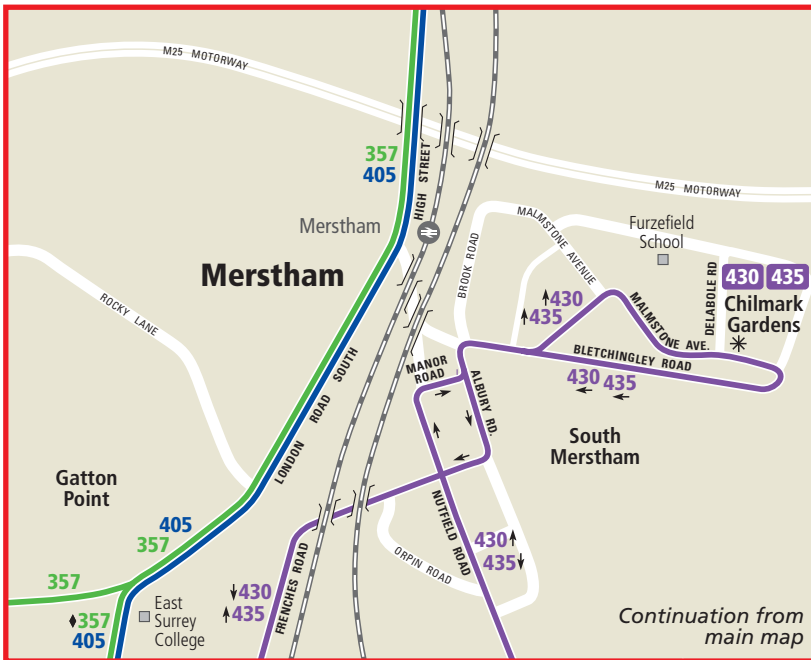 M25 MOTORWAY
357
405
HIGH STREET
M25 MOTORWAY
Merstham
Merstham
ROCKY LANE
LONDON ROAD SOUTH
BROOK ROAD
MALMSTONE AVENUE
Furzefield
School
DELABOLE RD
430 435
Chilmark
Gardens
↑430
↑435
MALMSTONE AVE.
BLETCHINGLEY ROAD
430 435
← ←
MANOR
ROAD
ALBURY RD.
South
Merstham
Gatton
Point
405
357
357
♦357
405
East
Surrey
College
↓430
↑435
FRENCHES ROAD
NUTFIELD ROAD
ORPIN ROAD
430↑
435↓
Continuation from
main map